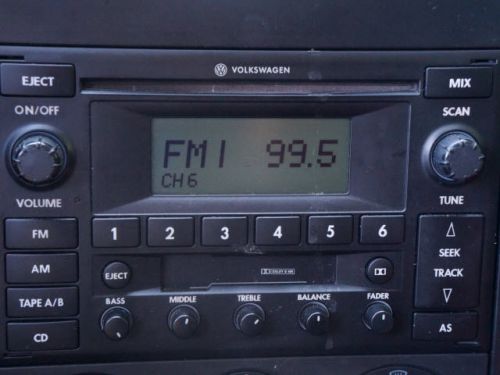 VOLKSWAGEN
EJECT
MIX
ON/OFF
SCAN
FM1 99.5
CH6
VOLUME
TUNE
FM
1 2 3 4 5 6
SEEK
TRACK
AM
EJECT
TAPE A/B
BASS MIDDLE TREBLE BALANCE FADER
CD
AS